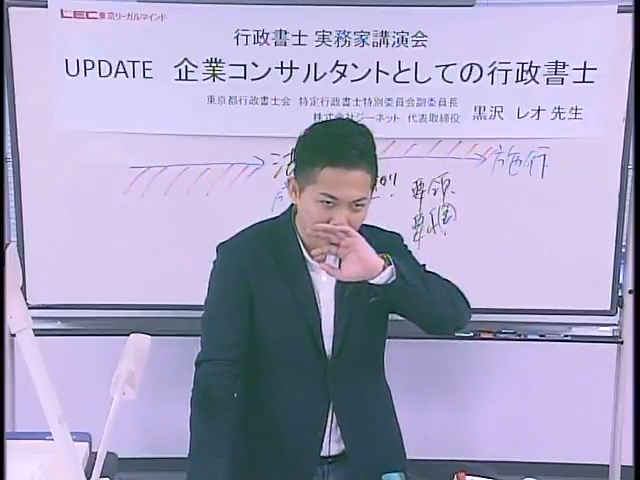 LEC東京リーガルマインド
行政書士 実務家講演会
UPDATE 企業コンサルタントとしての行政書士
東京都行政書士会 特定行政書士特別委員会副委員長
株式会社ジーネット 代表取締役 黒沢 レオ 先生
施行
要領
要綱